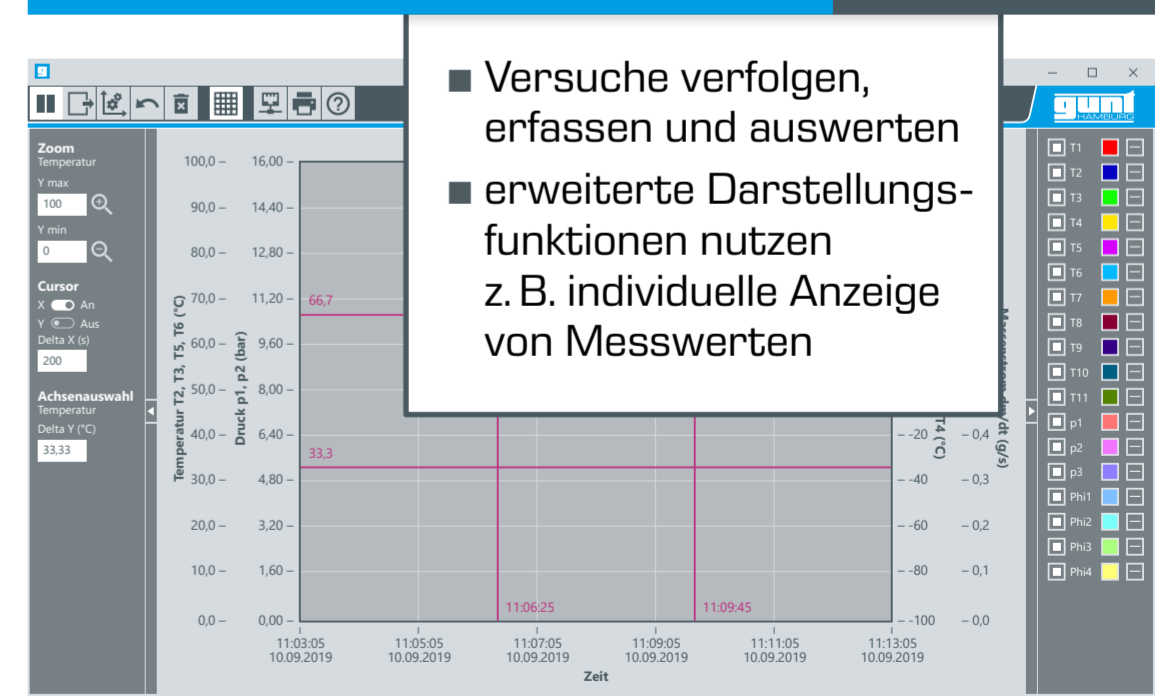 ■ Versuche verfolgen,
erfassen und auswerten
■ erweiterte Darstellungs-
funktionen nutzen
z. B. individuelle Anzeige
von Messwerten
g
gunt
HAMBURG
Zoom
Temperatur
Y max
100
Y min
0
Cursor
X An
Y Aus
Delta X (s)
200
Achsenauswahl
Temperatur
Delta Y (°C)
33,33
Temperatur T2, T3, T5, T6 (°C)
100,0
90,0
80,0
70,0
60,0
50,0
40,0
30,0
20,0
10,0
0,0
Druck p1, p2 (bar)
16,00
14,40
12,80
11,20
9,60
8,00
6,40
4,80
3,20
1,60
0,00
66,7
33,3
11:06:25
11:09:45
11:03:05
10.09.2019
11:05:05
10.09.2019
11:07:05
10.09.2019
11:09:05
10.09.2019
11:11:05
10.09.2019
11:13:05
10.09.2019
Zeit
-20
-40
-60
-80
-100
T4 (°C)
0,4
0,3
0,2
0,1
0,0
dm/dt (g/s)
T1
T2
T3
T4
T5
T6
T7
T8
T9
T10
T11
p1
p2
p3
Phi1
Phi2
Phi3
Phi4